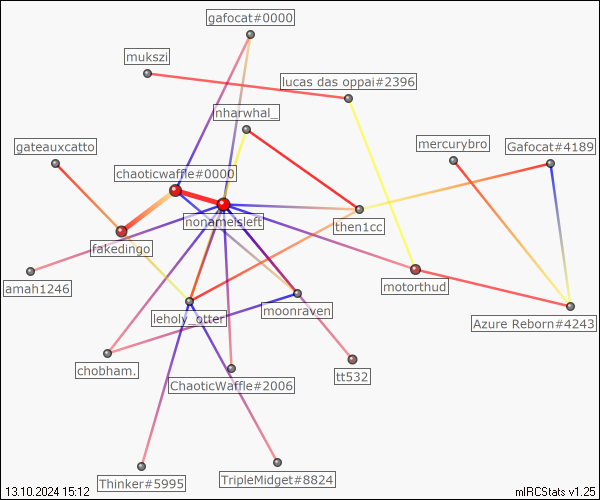 gafocat#0000
mukszi
lucas das oppai#2396
nharwhal_
gateauxcatto
mercurybro
Gafocat#4189
chaoticwaffle#0000
nonameisleft
then1cc
fakedingo
amah1246
motorthud
leholy_otter
moonraven
Azure Reborn#4243
chobham.
ChaoticWaffle#2006
tt532
Thinker#5995
TripleMidget#8824
13.10.2024 15:12
mIRCStats v1.25